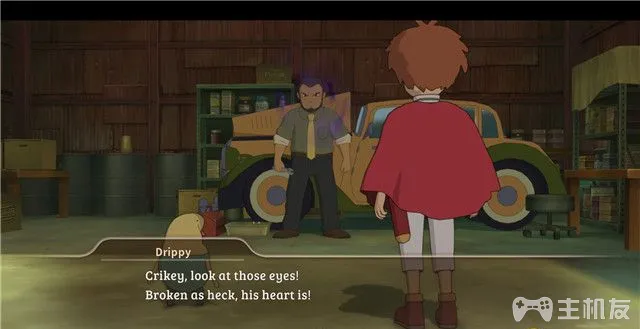 Drippy
Crikey, look at those eyes!
Broken as heck, his heart is!
主机友